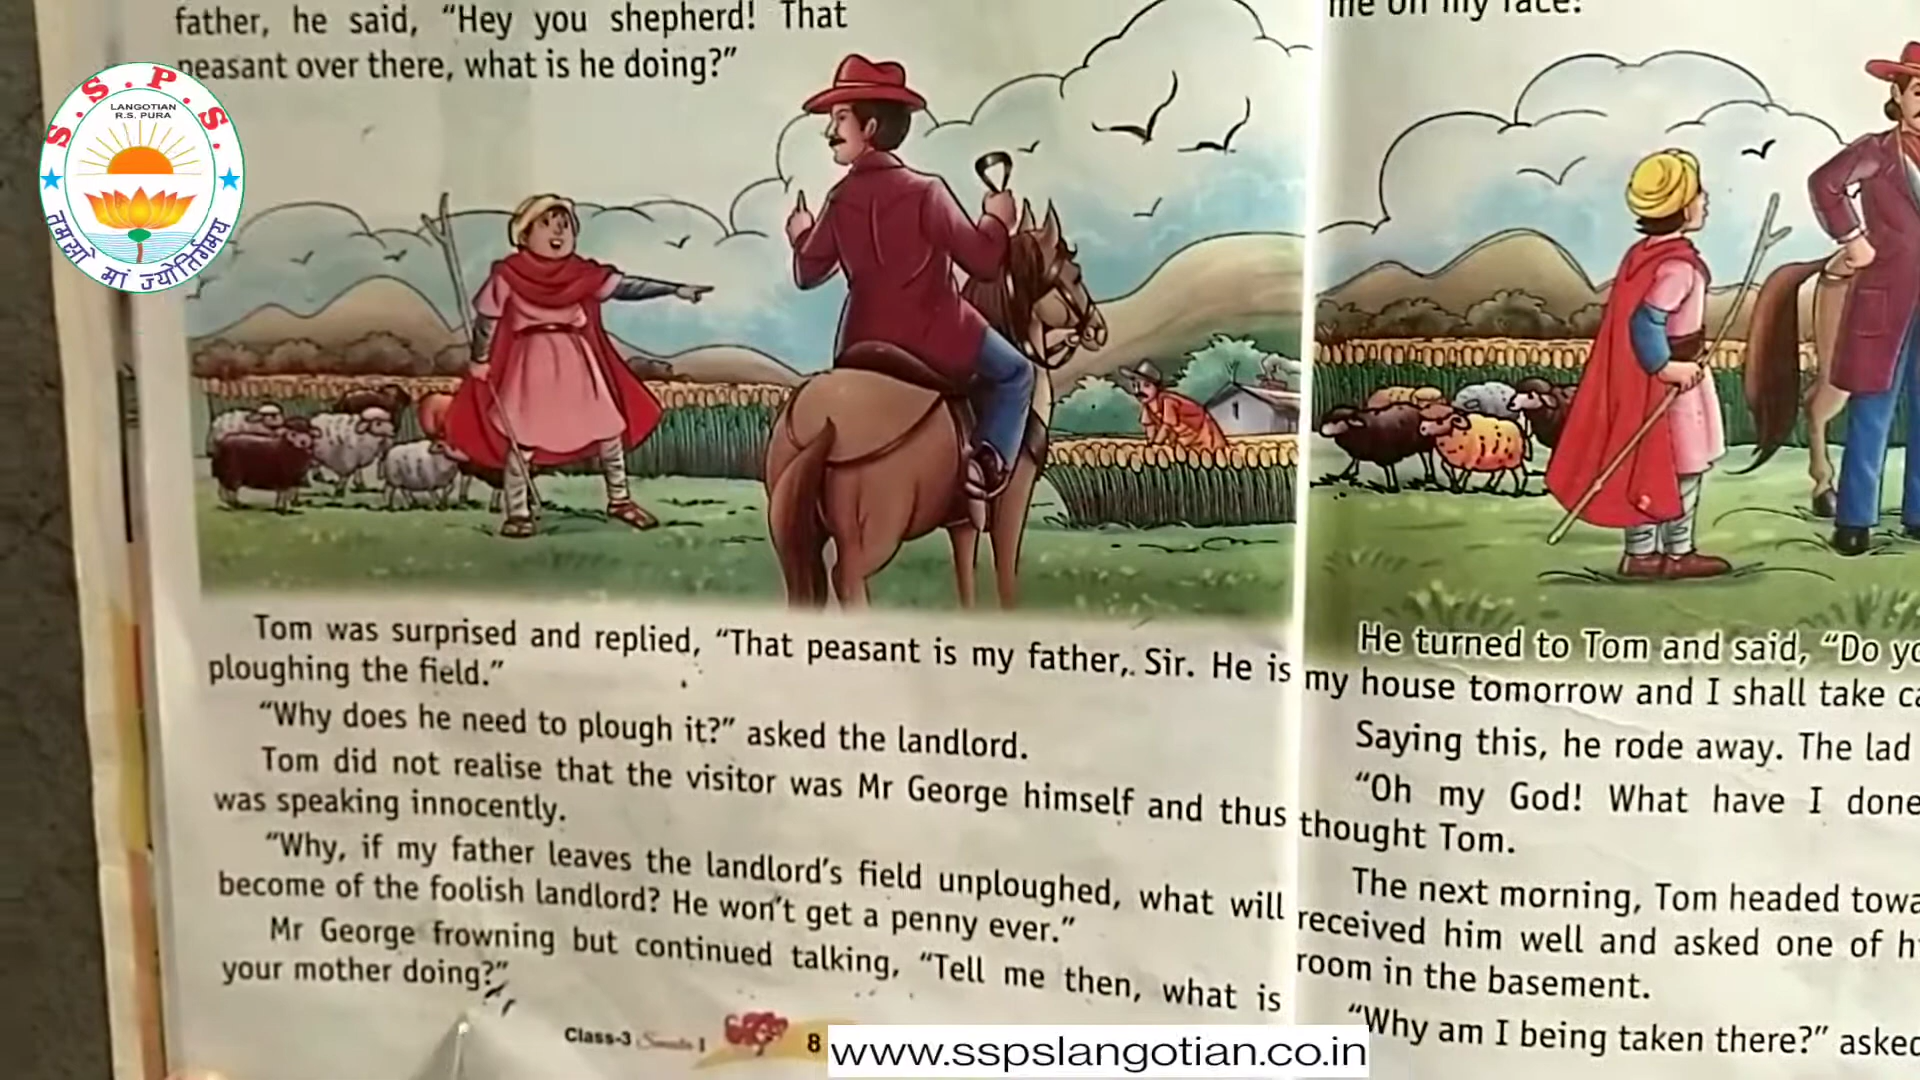 father, he said, “Hey you shepherd! That
peasant over there, what is he doing?”
S.S.P.S.
LANGOTIAN
R.S. PURA
तमसो मां ज्योतिर्गमय
Tom was surprised and replied, “That peasant is my father, Sir. He is
ploughing the field.”
“Why does he need to plough it?” asked the landlord.
Tom did not realise that the visitor was Mr George himself and thus
was speaking innocently.
“Why, if my father leaves the landlord’s field unploughed, what will
become of the foolish landlord? He won’t get a penny ever.”
Mr George frowning but continued talking, “Tell me then, what is
your mother doing?”
Class-3
8
me on my face!
He turned to Tom and said, “Do yo
my house tomorrow and I shall take ca
Saying this, he rode away. The lad
“Oh my God! What have I done
thought Tom.
The next morning, Tom headed towa
received him well and asked one of h
room in the basement.
“Why am I being taken there?” asked
www.sspslangotian.co.in